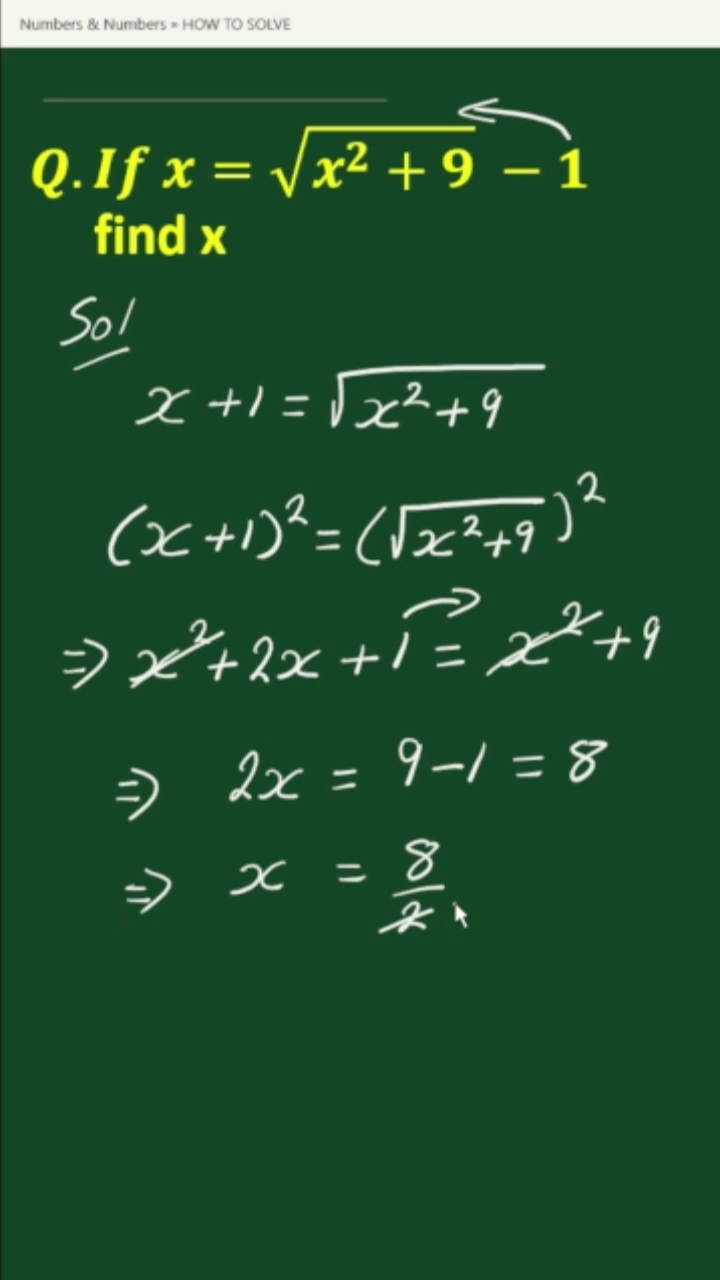 Numbers & Numbers » HOW TO SOLVE
Q. If x = √(x² + 9) − 1
find x
Sol
x + 1 = √(x² + 9)
(x + 1)² = (√(x² + 9))²
⇒ x² + 2x + 1 = x² + 9
⇒ 2x = 9 − 1 = 8
⇒ x = 8/2